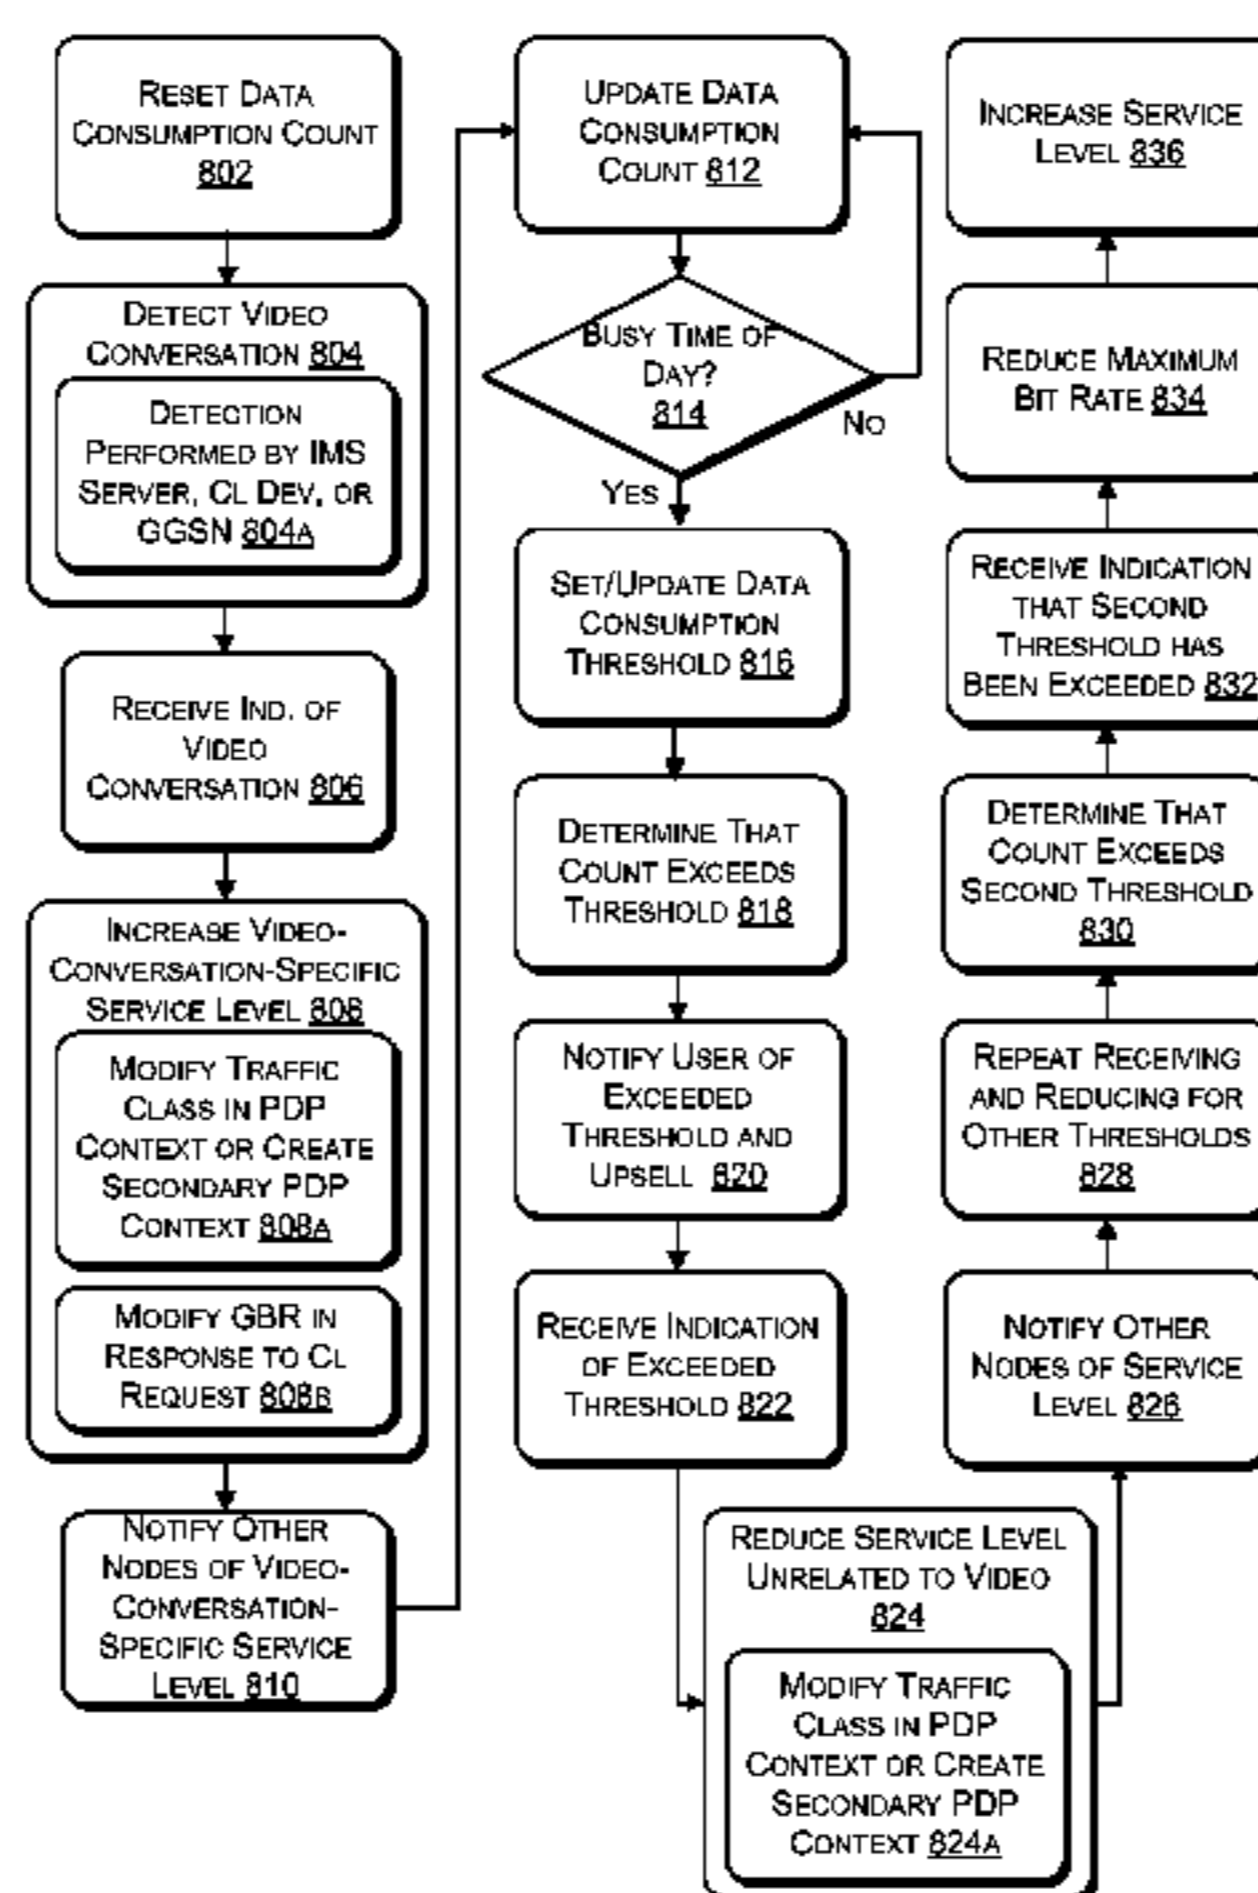 RESET DATA
CONSUMPTION COUNT
802
DETECT VIDEO
CONVERSATION 804
DETECTION
PERFORMED BY IMS
SERVER, CL DEV, OR
GGSN 804A
RECEIVE IND. OF
VIDEO
CONVERSATION 806
INCREASE VIDEO-
CONVERSATION-SPECIFIC
SERVICE LEVEL 808
MODIFY TRAFFIC
CLASS IN PDP
CONTEXT OR CREATE
SECONDARY PDP
CONTEXT 808A
MODIFY GBR IN
RESPONSE TO CL
REQUEST 808B
NOTIFY OTHER
NODES OF VIDEO-
CONVERSATION-
SPECIFIC SERVICE
LEVEL 810
UPDATE DATA
CONSUMPTION
COUNT 812
BUSY TIME OF
DAY?
814
NO
YES
SET/UPDATE DATA
CONSUMPTION
THRESHOLD 816
DETERMINE THAT
COUNT EXCEEDS
THRESHOLD 818
NOTIFY USER OF
EXCEEDED
THRESHOLD AND
UPSELL 820
RECEIVE INDICATION
OF EXCEEDED
THRESHOLD 822
REDUCE SERVICE LEVEL
UNRELATED TO VIDEO
824
MODIFY TRAFFIC
CLASS IN PDP
CONTEXT OR CREATE
SECONDARY PDP
CONTEXT 824A
NOTIFY OTHER
NODES OF SERVICE
LEVEL 826
REPEAT RECEIVING
AND REDUCING FOR
OTHER THRESHOLDS
828
DETERMINE THAT
COUNT EXCEEDS
SECOND THRESHOLD
830
RECEIVE INDICATION
THAT SECOND
THRESHOLD HAS
BEEN EXCEEDED 832
REDUCE MAXIMUM
BIT RATE 834
INCREASE SERVICE
LEVEL 836